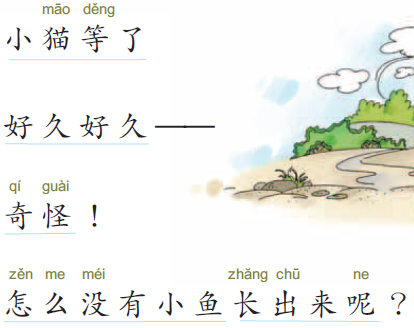 māo děng
小猫等了
好久好久——
qí guài
奇怪！
zěn me méi zhǎng chū ne
怎么没有小鱼长出来呢？